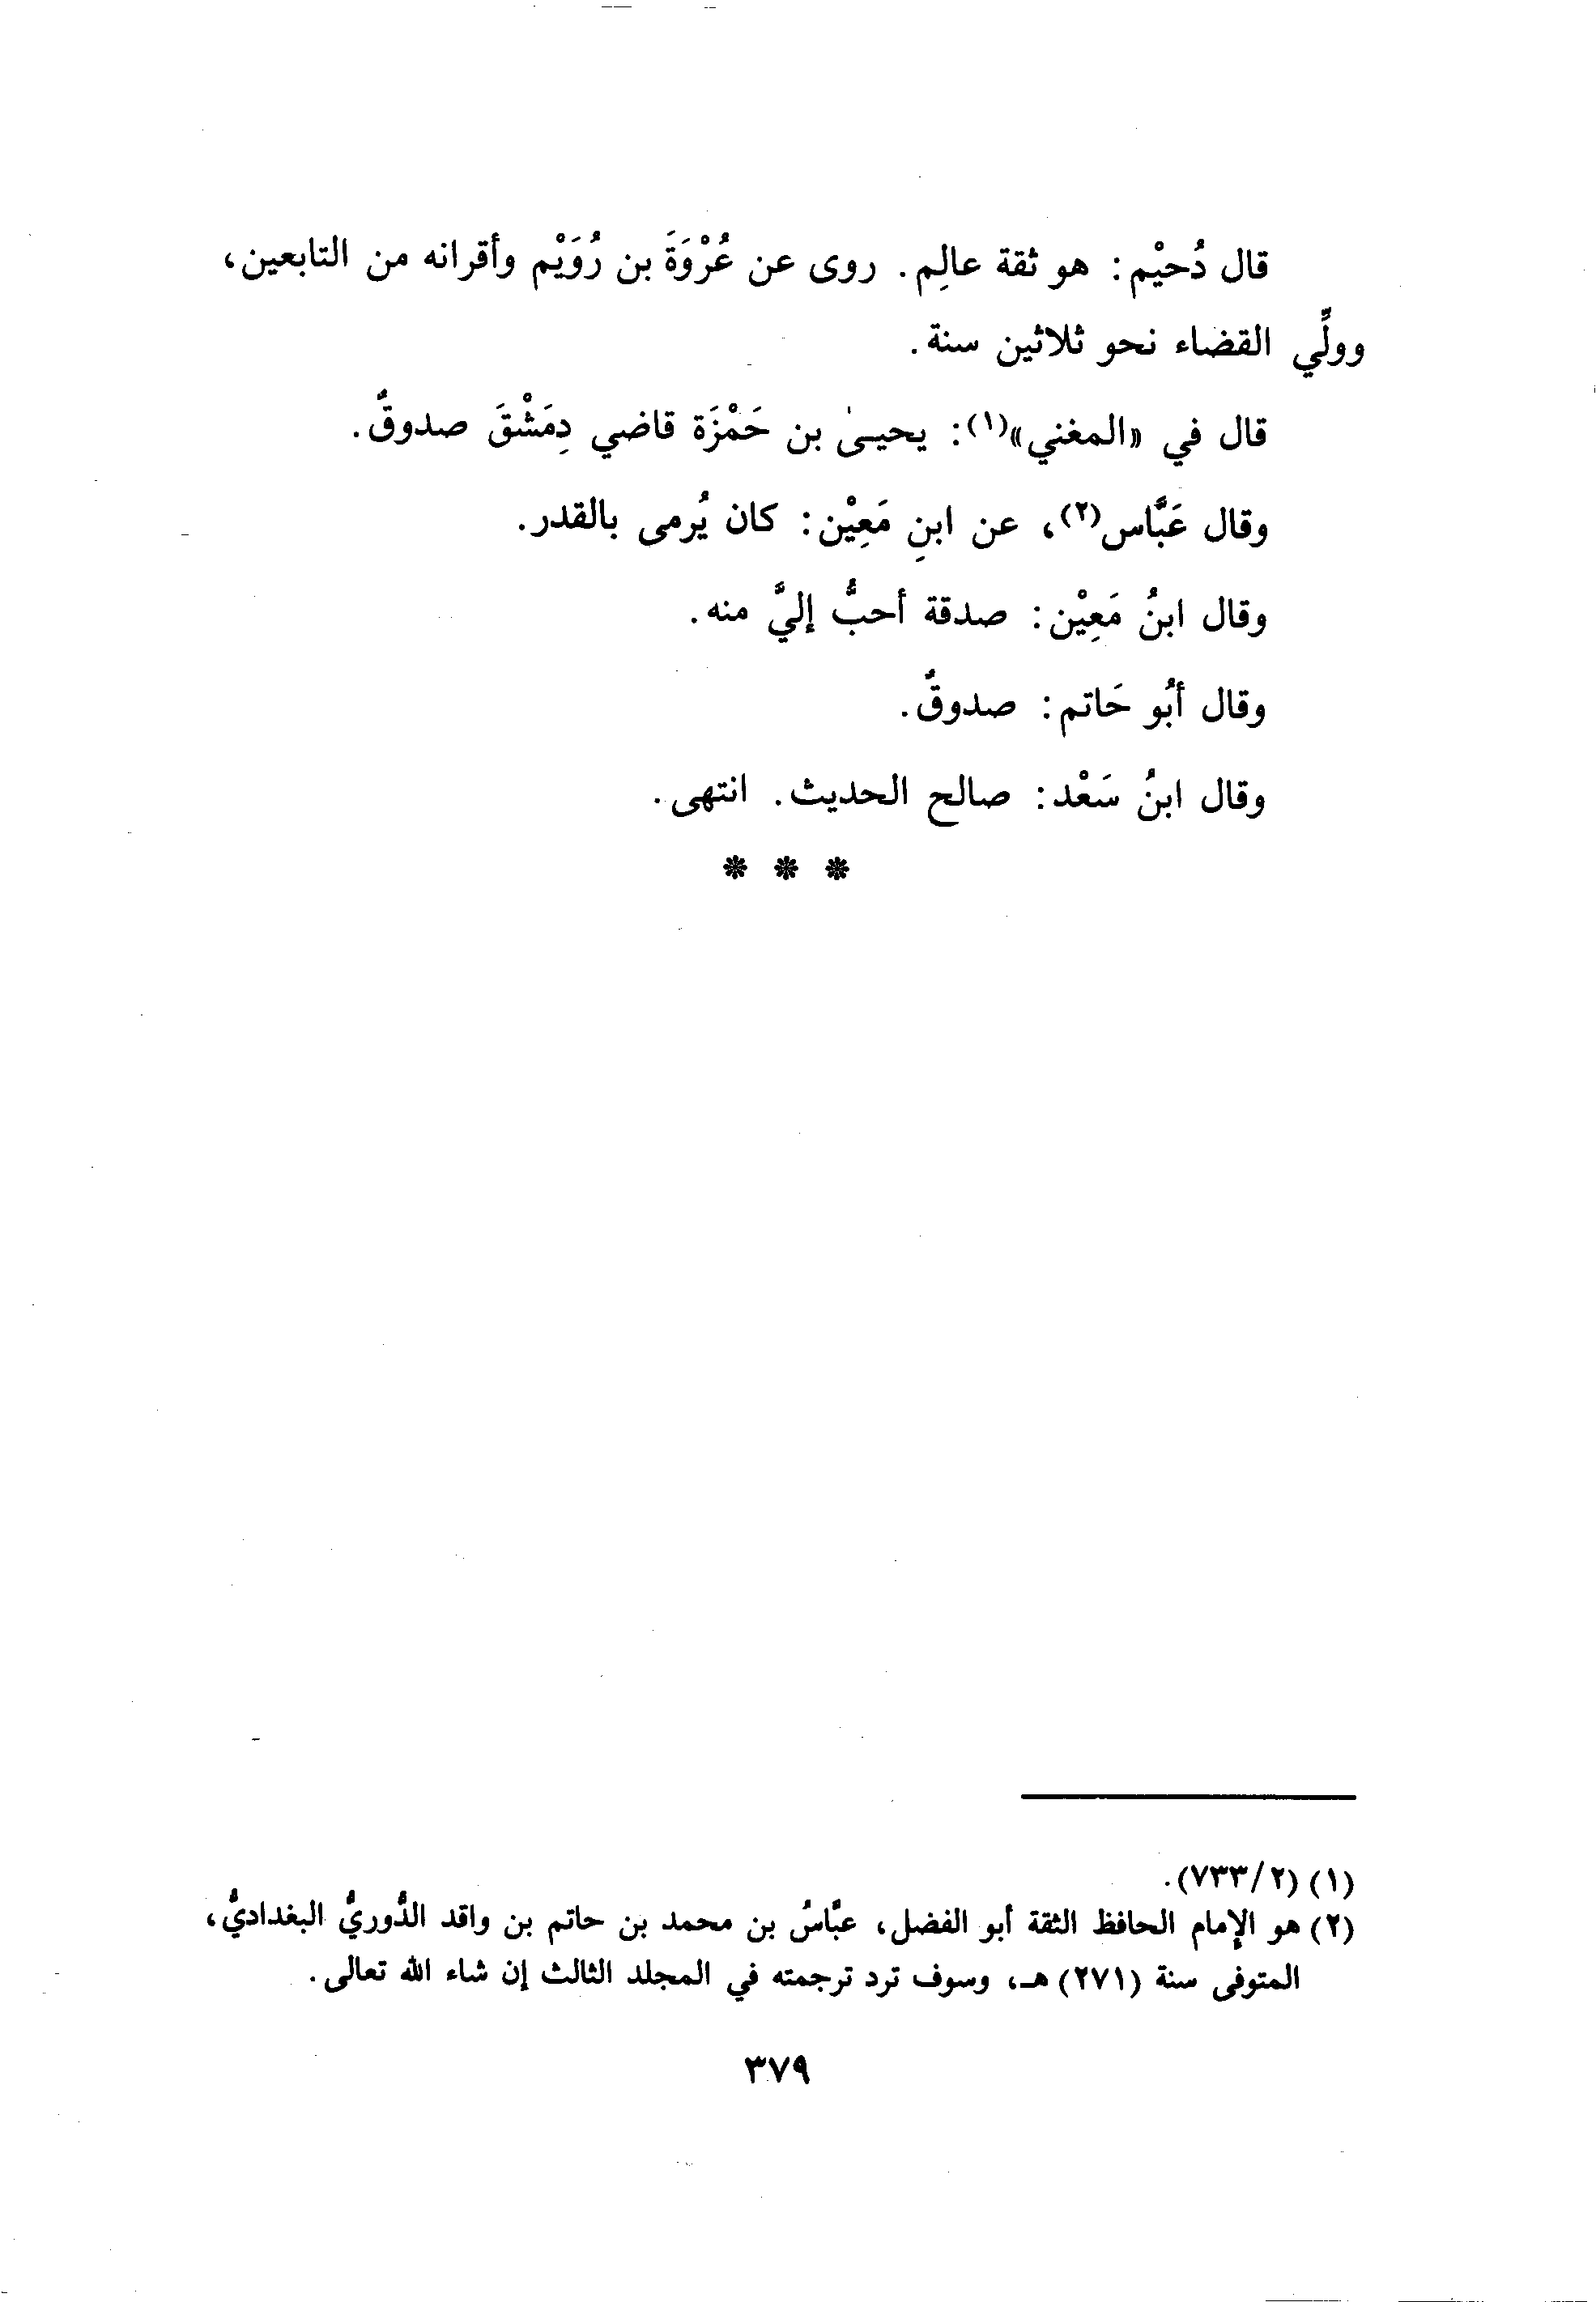 قال دُحيْم: هو ثقة عالِم. روى عن عُرْوَةَ بن رُوَيْم وأقرانه من التابعين،
وولِّي القضاء نحو ثلاثين سنة.
قال في «المغني»(١): يحيىٰ بن حَمْزَة قاضي دِمَشْقَ صدوقٌ.
وقال عَبَّاس(٢)، عن ابنِ مَعِيْن: كان يُرمى بالقدر.
وقال ابنُ مَعِيْن: صدقة أحبُّ إليَّ منه.
وقال أبُو حَاتم: صدوقٌ.
وقال ابنُ سَعْد: صالح الحديث. انتهى.
* * *
(١) (٢/ ٧٣٣).
(٢) هو الإمام الحافظ الثقة أبو الفضل، عبَّاسُ بن محمد بن حاتم بن واقد الدُّوريُّ البغداديُّ،
المتوفى سنة (٢٧١) هـ، وسوف ترد ترجمته في المجلد الثالث إن شاء الله تعالى.
٣٧٩